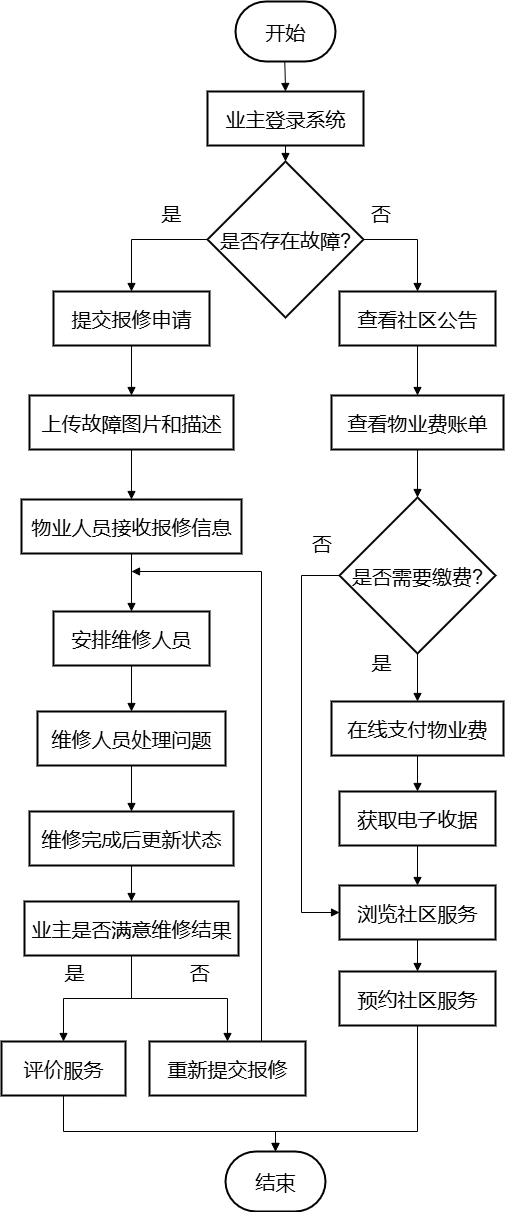 开始
业主登录系统
是
否
是否存在故障?
提交报修申请
查看社区公告
上传故障图片和描述
查看物业费账单
物业人员接收报修信息
否
是否需要缴费?
安排维修人员
是
维修人员处理问题
在线支付物业费
维修完成后更新状态
获取电子收据
业主是否满意维修结果
浏览社区服务
是
否
预约社区服务
评价服务
重新提交报修
结束